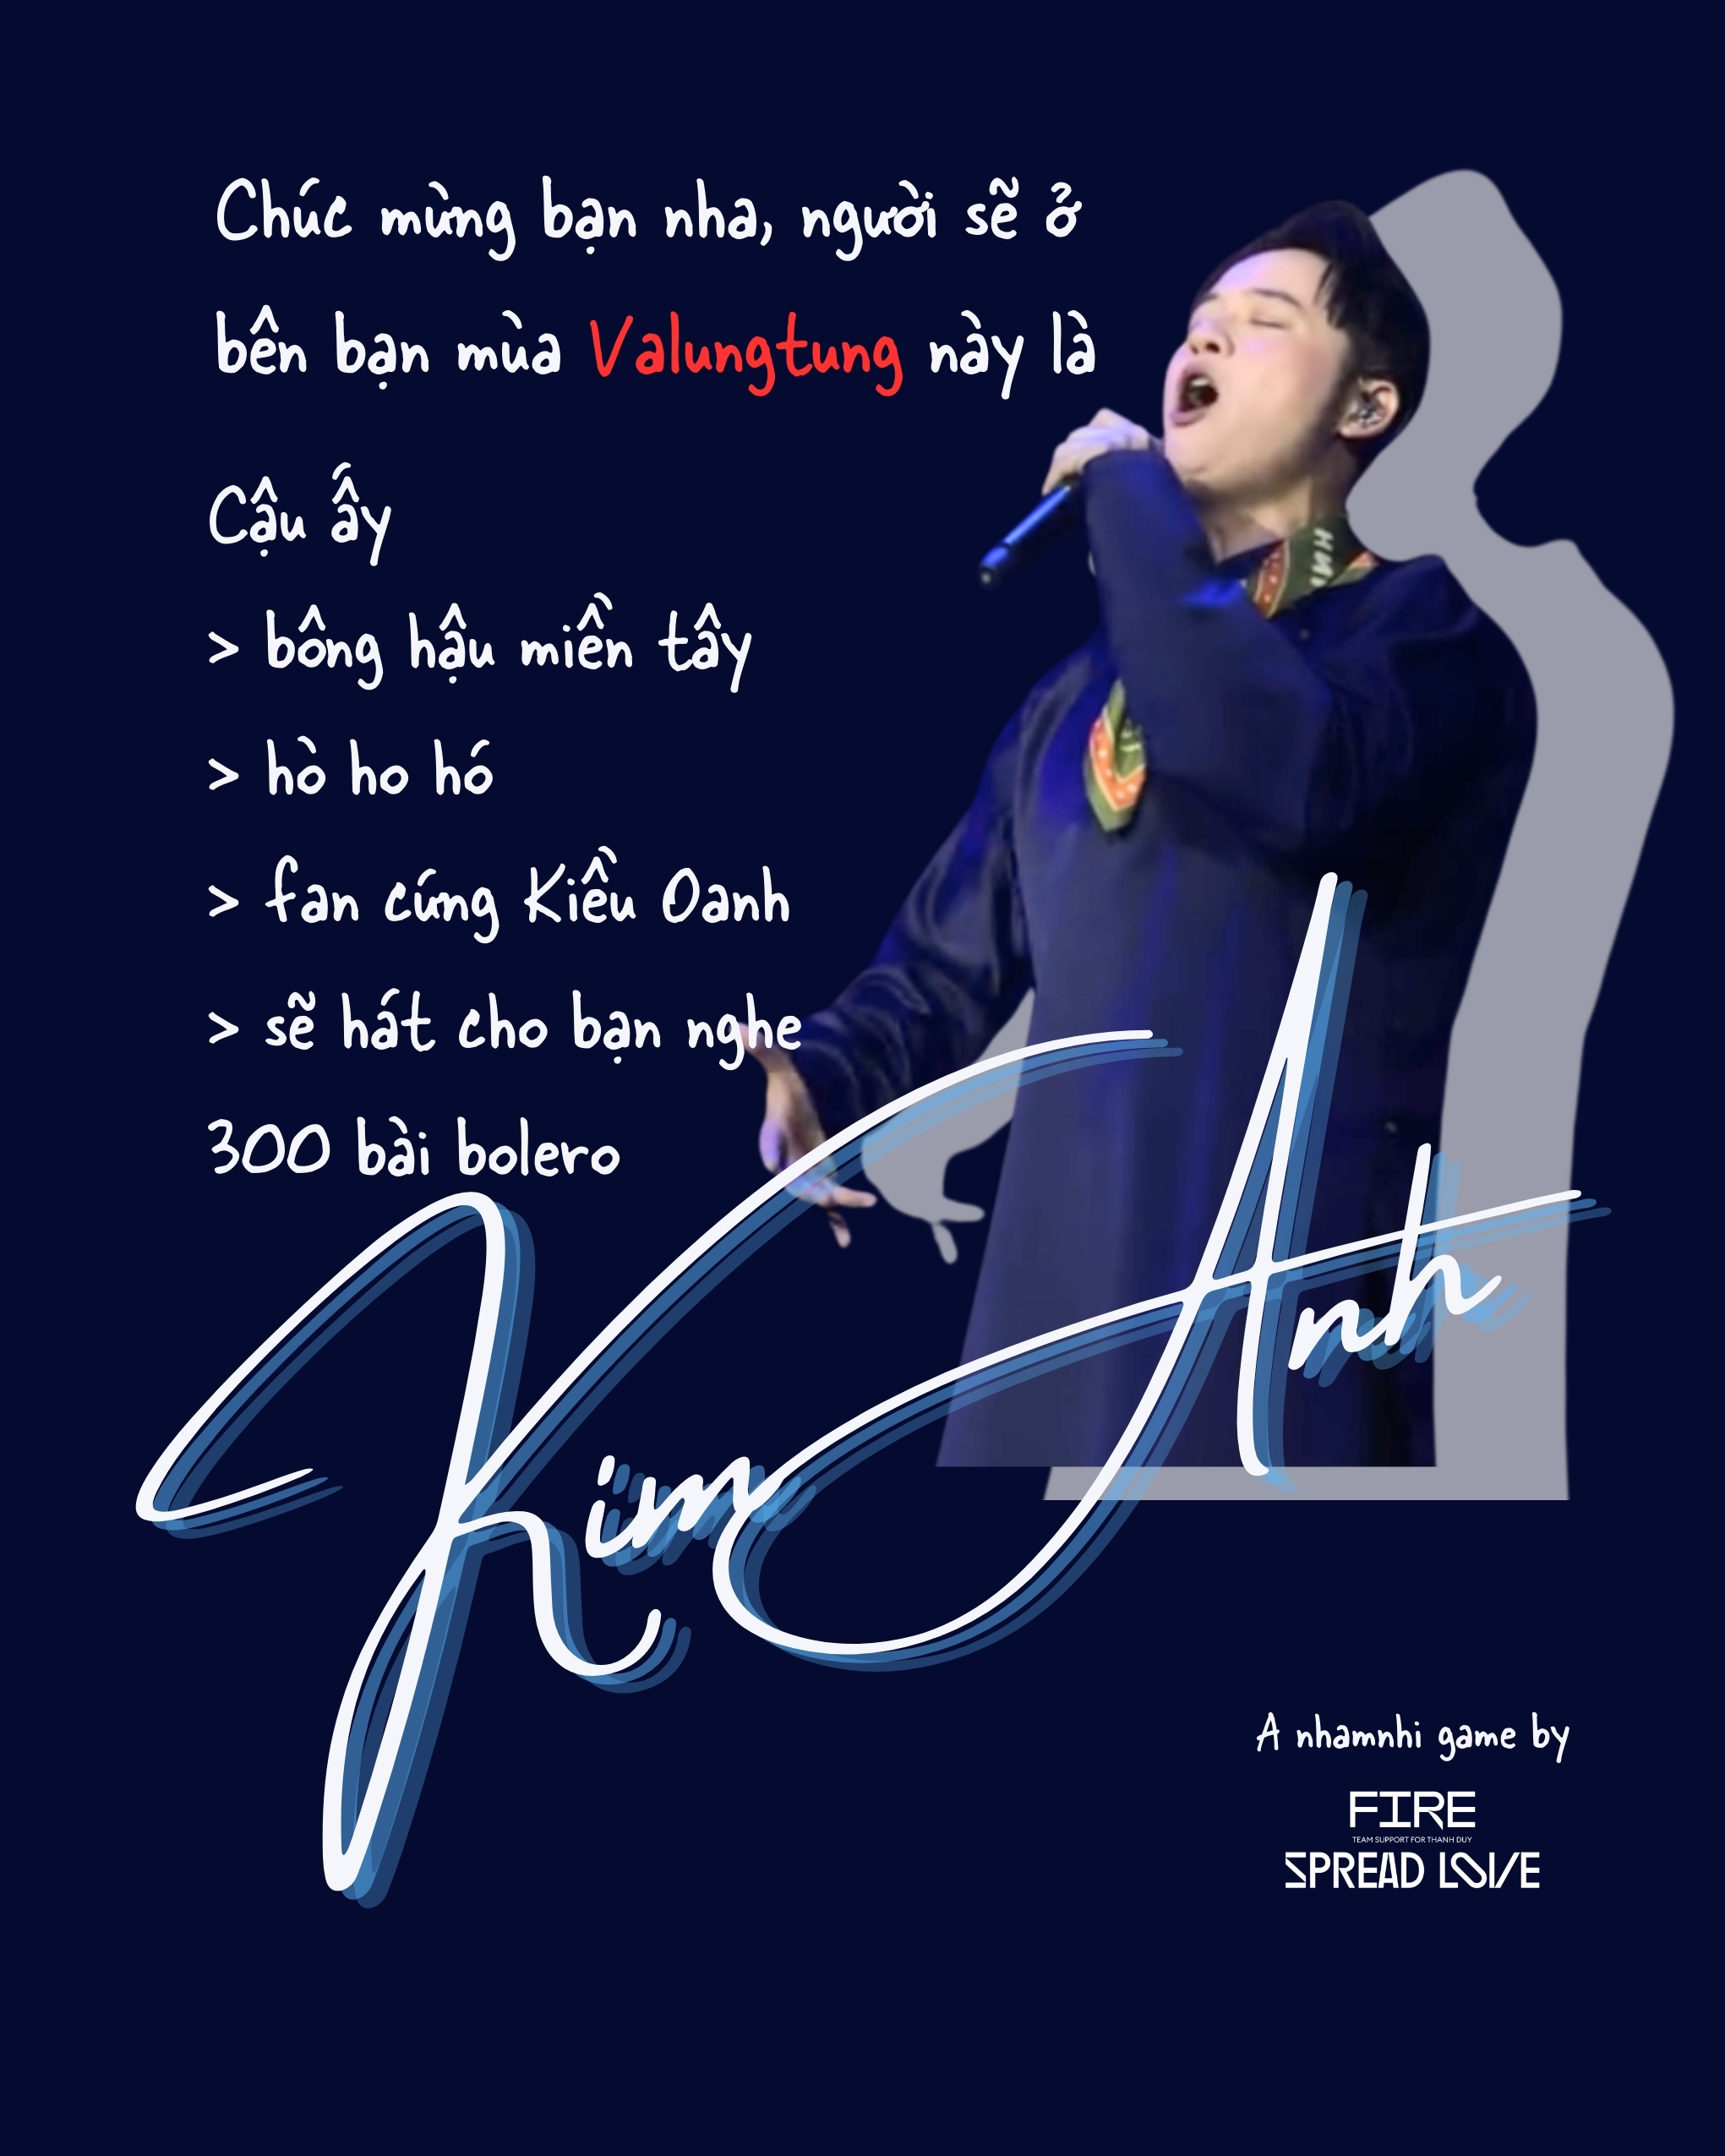 Chúc mừng bạn nha, người sẽ ở
bên bạn mùa Valungtung này là
Cậu ấy
> bông hậu miền tây
> hò ho hó
> fan cứng Kiều Oanh
> sẽ hát cho bạn nghe
300 bài bolero
Kim Anh
A nhamnhi game by
FIRE
TEAM SUPPORT FOR THANH DUY
SPREAD LOVE